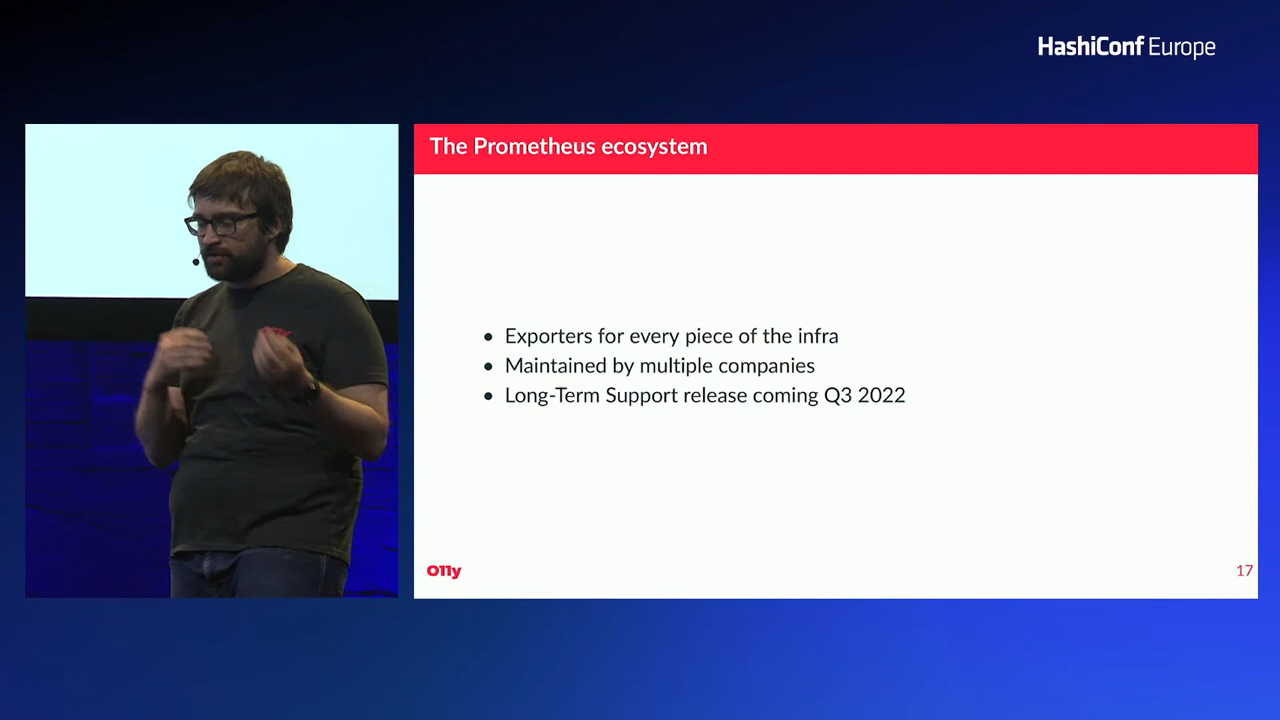 HashiConf Europe
The Prometheus ecosystem
• Exporters for every piece of the infra
• Maintained by multiple companies
• Long-Term Support release coming Q3 2022
O11y
17